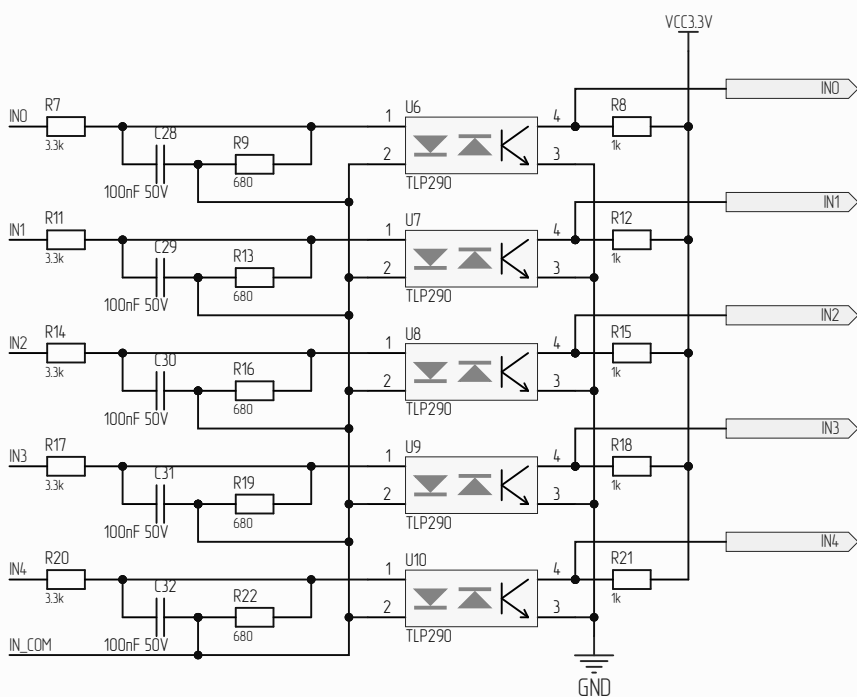 VCC3.3V
IN0
R7
3.3k
C28
100nF 50V
R9
680
1
2
U6
TLP290
4
3
R8
1k
IN0
IN1
R11
3.3k
C29
100nF 50V
R13
680
1
2
U7
TLP290
4
3
R12
1k
IN1
IN2
R14
3.3k
C30
100nF 50V
R16
680
1
2
U8
TLP290
4
3
R15
1k
IN2
IN3
R17
3.3k
C31
100nF 50V
R19
680
1
2
U9
TLP290
4
3
R18
1k
IN3
IN4
R20
3.3k
C32
100nF 50V
R22
680
1
2
U10
TLP290
4
3
R21
1k
IN4
IN_COM
GND